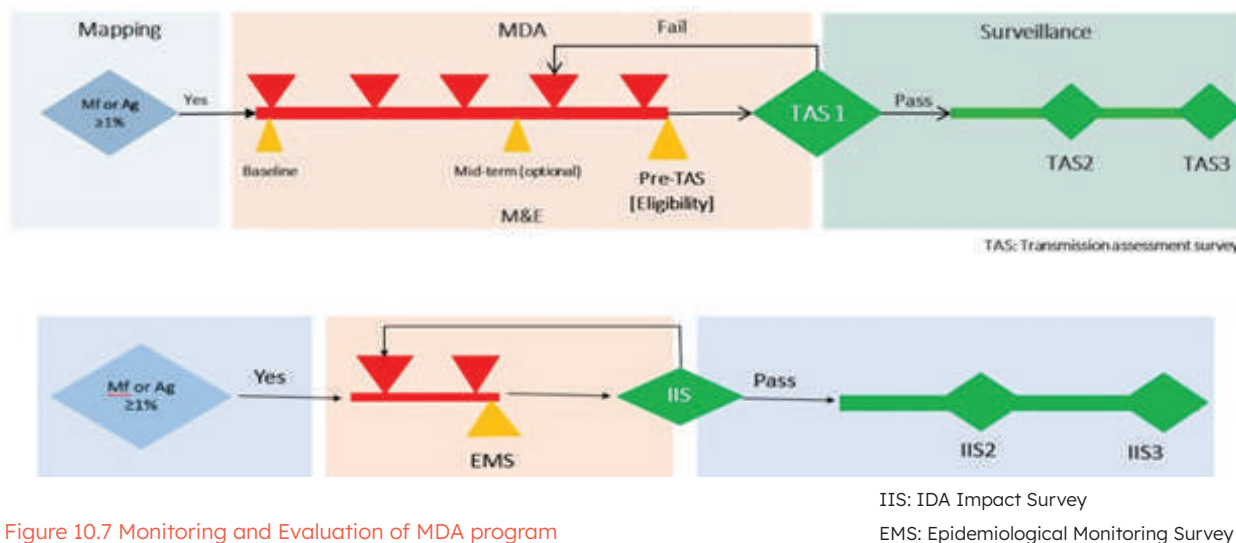 Mapping
MDA
Fail
Surveillance
Mf or Ag
≥1%
Yes
TAS 1
Pass
Baseline
Mid-term (optional)
Pre-TAS
[Eligibility]
M&E
TAS2
TAS3
TAS: Transmission assessment survey
Mf or Ag
≥1%
Yes
EMS
IIS
Pass
IIS2
IIS3
IIS: IDA Impact Survey
Figure 10.7 Monitoring and Evaluation of MDA program
EMS: Epidemiological Monitoring Survey